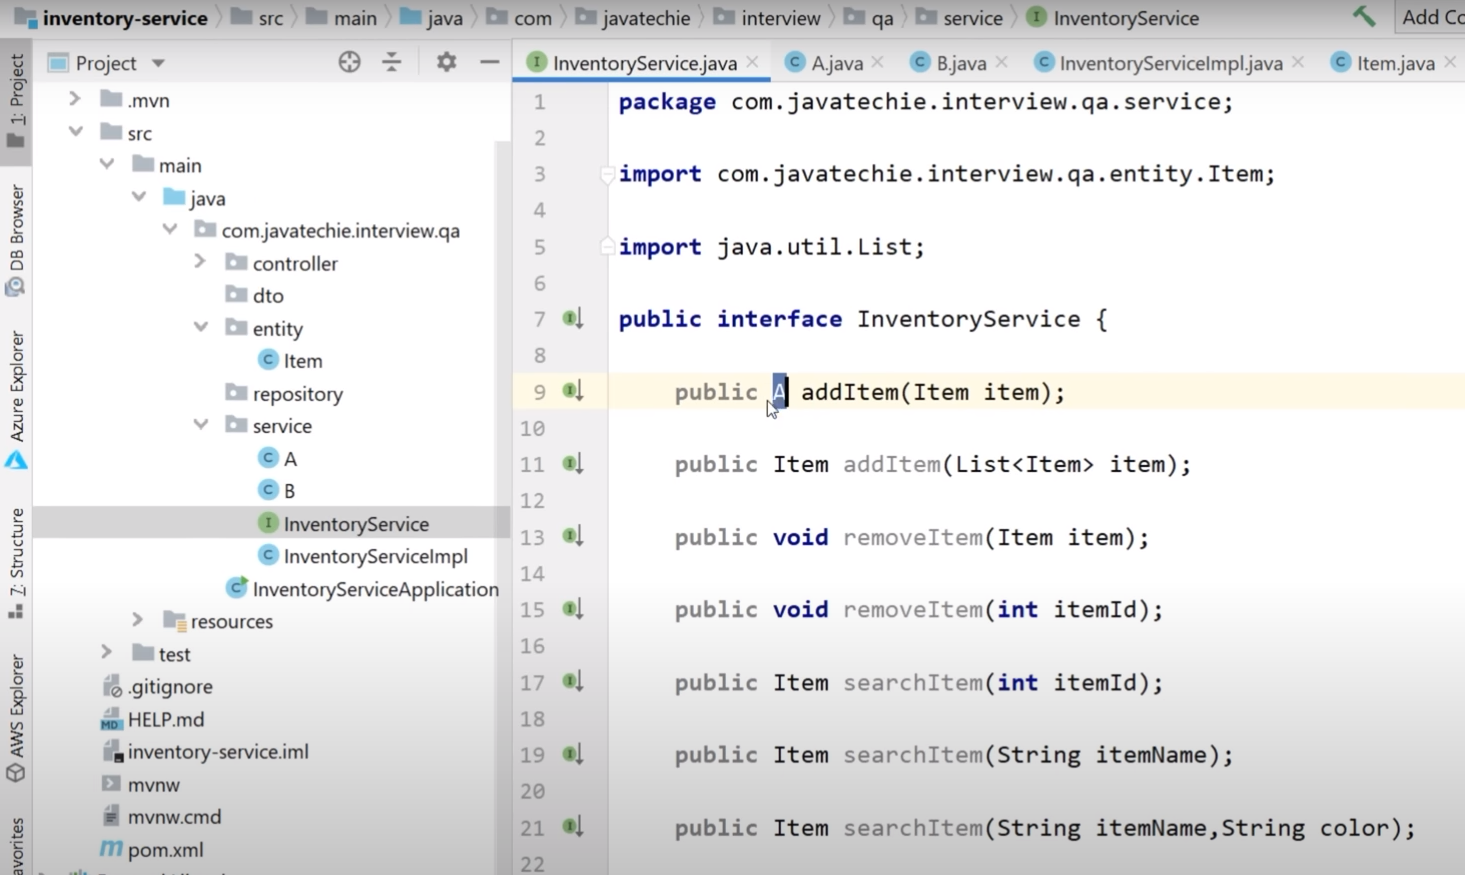 inventory-service src main java com javatechie interview qa service InventoryService Add Co
1: Project
DB Browser
Azure Explorer
7: Structure
AWS Explorer
avorites
Project
.mvn
src
main
java
com.javatechie.interview.qa
controller
dto
entity
Item
repository
service
A
B
InventoryService
InventoryServiceImpl
InventoryServiceApplication
resources
test
.gitignore
HELP.md
inventory-service.iml
mvnw
mvnw.cmd
pom.xml
InventoryService.java A.java B.java InventoryServiceImpl.java Item.java
1 package com.javatechie.interview.qa.service;
2
3 import com.javatechie.interview.qa.entity.Item;
4
5 import java.util.List;
6
7 public interface InventoryService {
8
9 public A addItem(Item item);
10
11 public Item addItem(List<Item> item);
12
13 public void removeItem(Item item);
14
15 public void removeItem(int itemId);
16
17 public Item searchItem(int itemId);
18
19 public Item searchItem(String itemName);
20
21 public Item searchItem(String itemName,String color);
22